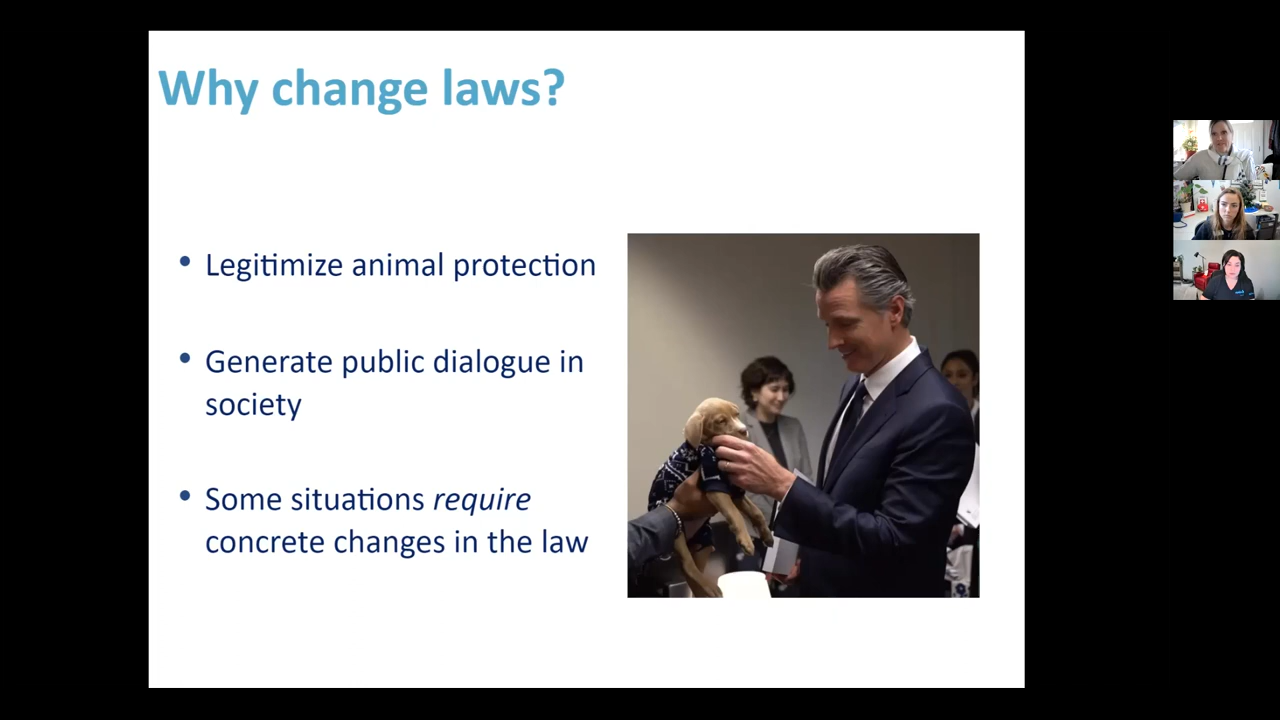 Why change laws?
• Legitimize animal protection
• Generate public dialogue in
society
• Some situations require
concrete changes in the law